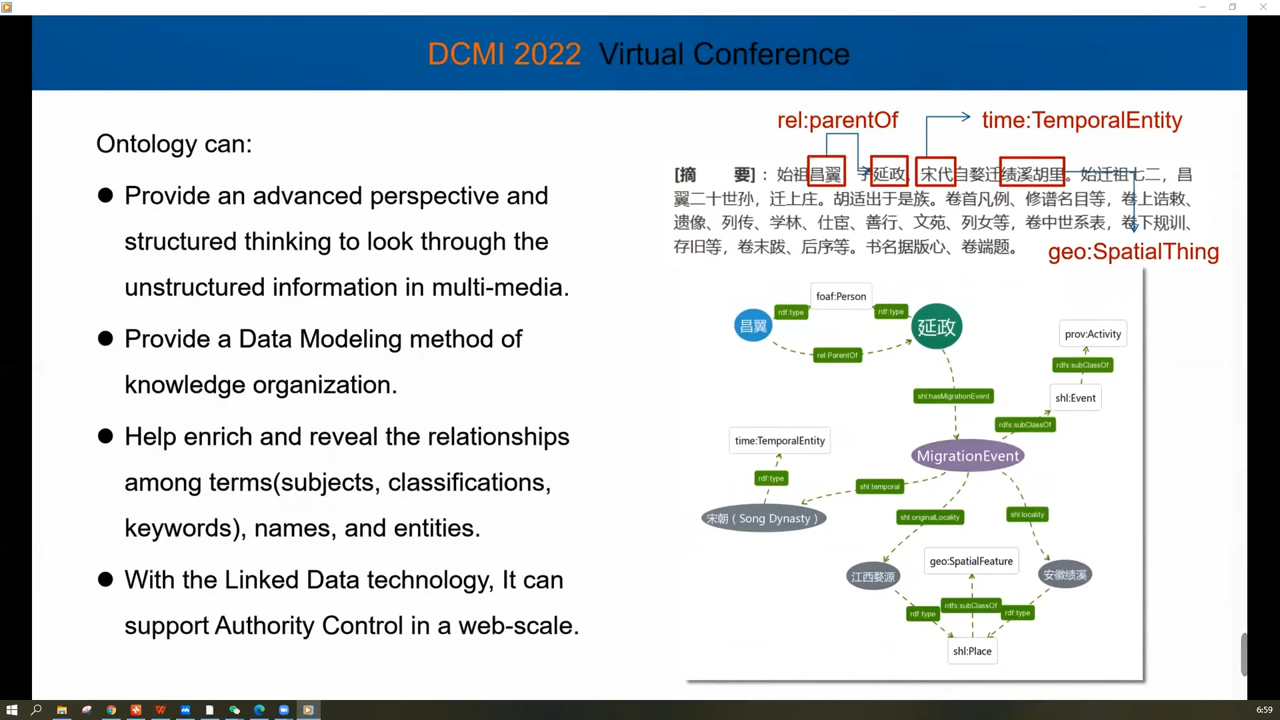 DCMI 2022 Virtual Conference
Ontology can:
Provide an advanced perspective and
structured thinking to look through the
unstructured information in multi-media.
Provide a Data Modeling method of
knowledge organization.
Help enrich and reveal the relationships
among terms(subjects, classifications,
keywords), names, and entities.
With the Linked Data technology, It can
support Authority Control in a web-scale.
rel:parentOf
time:TemporalEntity
[摘 要]：始祖昌翼，子延政，宋代自婺迁绩溪胡里。始迁祖七二，昌
翼二十世孙，迁上庄。胡适出于是族。卷首凡例、修谱名目等，卷上诰敕、
遗像、列传、学林、仕宦、善行、文苑、列女等，卷中世系表，卷下规训、
存旧等，卷末跋、后序等。书名据版心、卷端题。
geo:SpatialThing
foaf:Person
rdf:type
rdf:type
昌翼
延政
rel:ParentOf
prov:Activity
rdfs:subClassOf
shl:hasMigrationEvent
shl:Event
rdfs:subClassOf
time:TemporalEntity
MigrationEvent
rdf:type
shl:temporal
宋朝（Song Dynasty）
shl:originalLocality
shl:locality
geo:SpatialFeature
江西婺源
安徽绩溪
rdfs:subClassOf
rdf:type
rdf:type
shl:Place
6:59